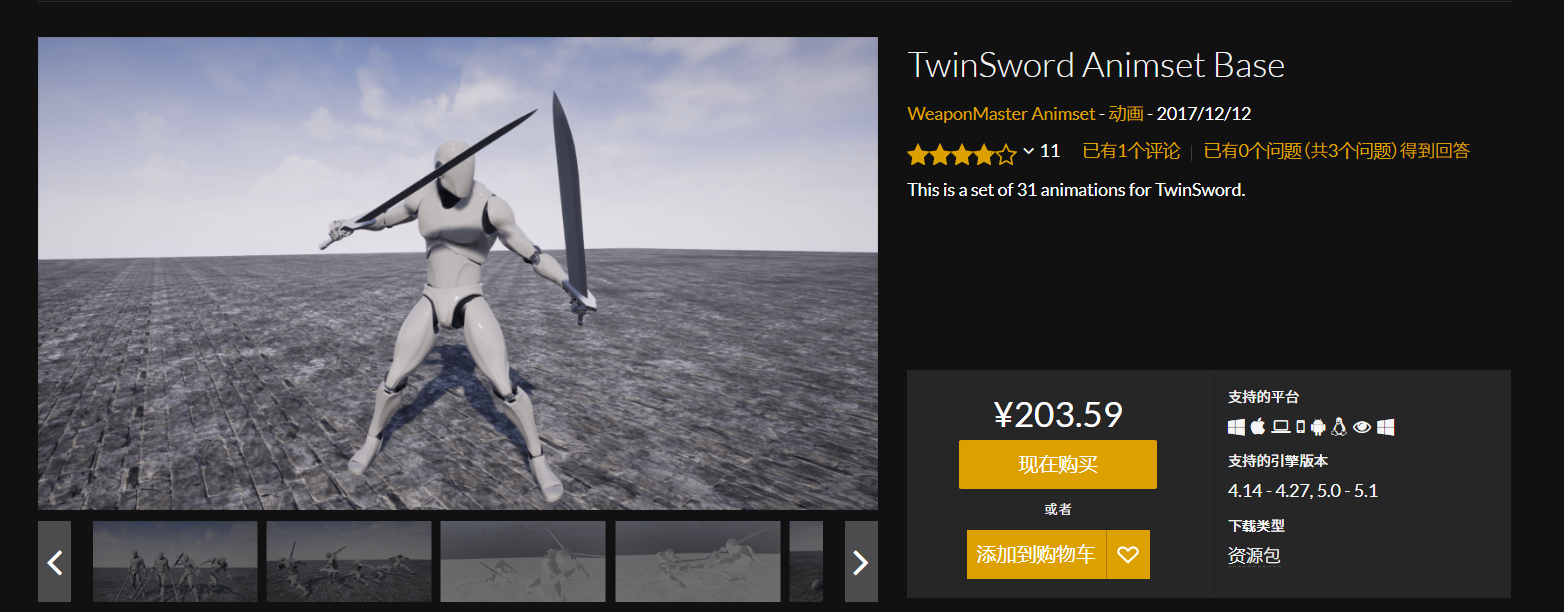 TwinSword Animset Base
WeaponMaster Animset - 动画 - 2017/12/12
11 已有1个评论 | 已有0个问题(共3个问题)得到回答
This is a set of 31 animations for TwinSword.
¥203.59
现在购买
或者
添加到购物车
支持的平台
支持的引擎版本
4.14 - 4.27, 5.0 - 5.1
下载类型
资源包